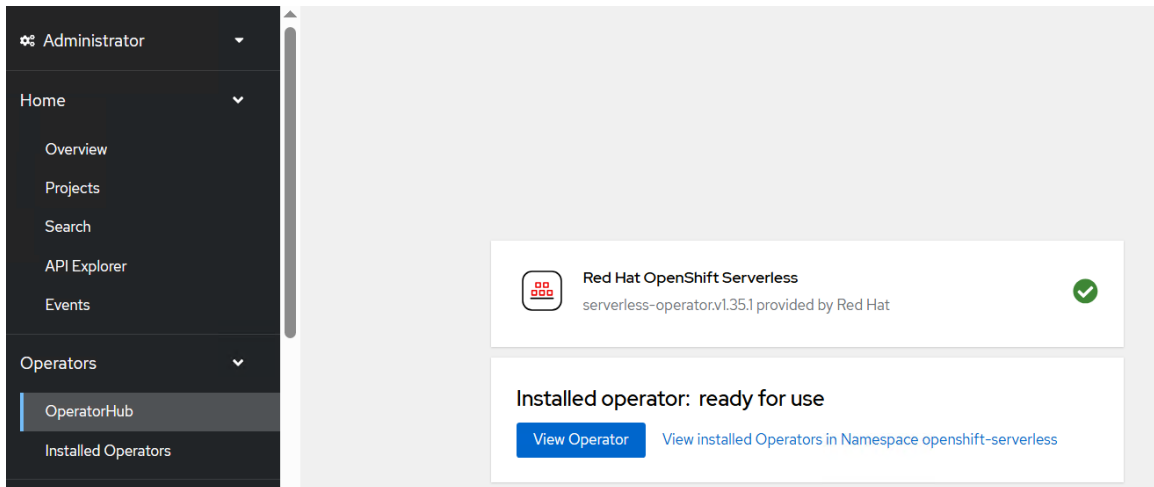 Administrator
Home
Overview
Projects
Search
API Explorer
Events
Operators
OperatorHub
Installed Operators
Red Hat OpenShift Serverless
serverless-operator.v1.35.1 provided by Red Hat
Installed operator: ready for use
View Operator
View installed Operators in Namespace openshift-serverless